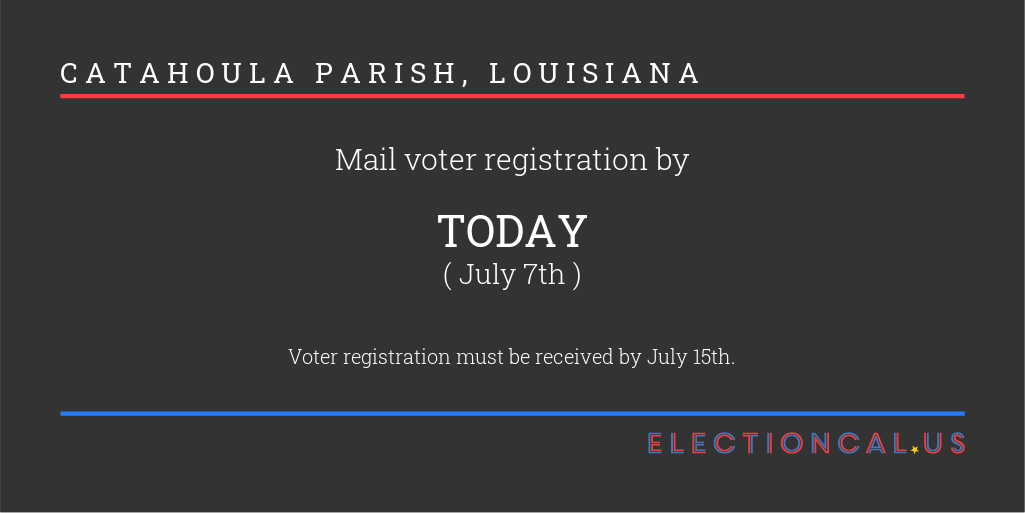 CATAHOULA PARISH, LOUISIANA
Mail voter registration by
TODAY
( July 7th )
Voter registration must be received by July 15th.
ELECTIONCAL.US